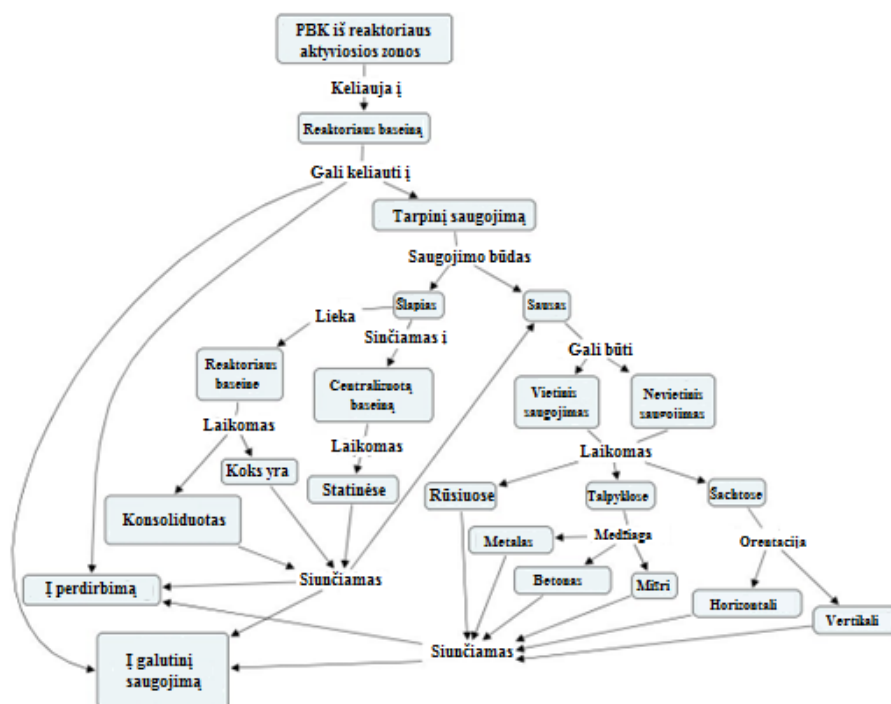 PBK iš reaktoriaus
aktyviosios zonos
Keliauja į
Reaktoriaus baseiną
Gali keliauti į
Tarpinį saugojimą
Saugojimo būdas
Šlapias
Sausas
Lieka
Sinčiamas i
Gali būti
Reaktoriaus
baseine
Centralizuotą
baseiną
Vietinis
saugojimas
Nevietinis
saugojimas
Laikomas
Laikomas
Laikomas
Koks yra
Statinėse
Rūsiuose
Talpyklose
Šachtose
Konsoliduotas
Metalas
Medžiaga
Orentacija
Siunčiamas
Betonas
Mišri
Į perdirbimą
Horizontali
Vertikali
Siunčiamas
Į galutinį
saugojimą